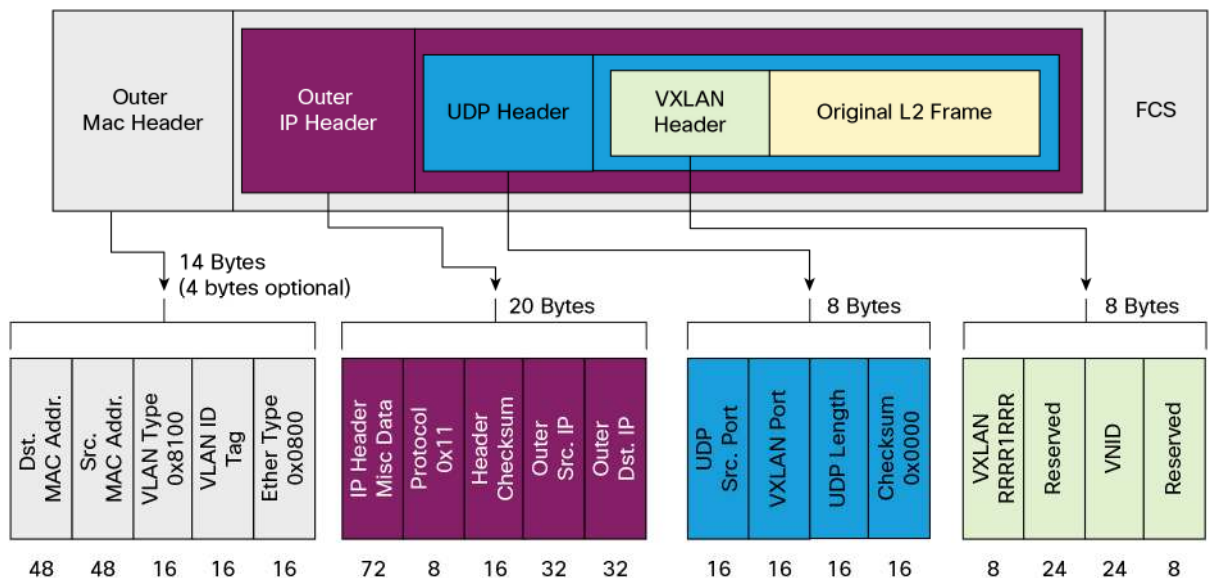 Outer
Mac Header
Outer
IP Header
UDP Header
VXLAN
Header
Original L2 Frame
FCS
14 Bytes
(4 bytes optional)
20 Bytes
8 Bytes
8 Bytes
Dst.
MAC Addr.
Src.
MAC Addr.
VLAN Type
0x8100
VLAN ID
Tag
Ether Type
0x0800
IP Header
Misc Data
Protocol
0x11
Header
Checksum
Outer
Src. IP
Outer
Dst. IP
UDP
Src. Port
VXLAN Port
UDP Length
Checksum
0x0000
VXLAN
RRRR1RRR
Reserved
VNID
Reserved
48 48 16 16 16 72 8 16 32 32 16 16 16 16 8 24 24 8